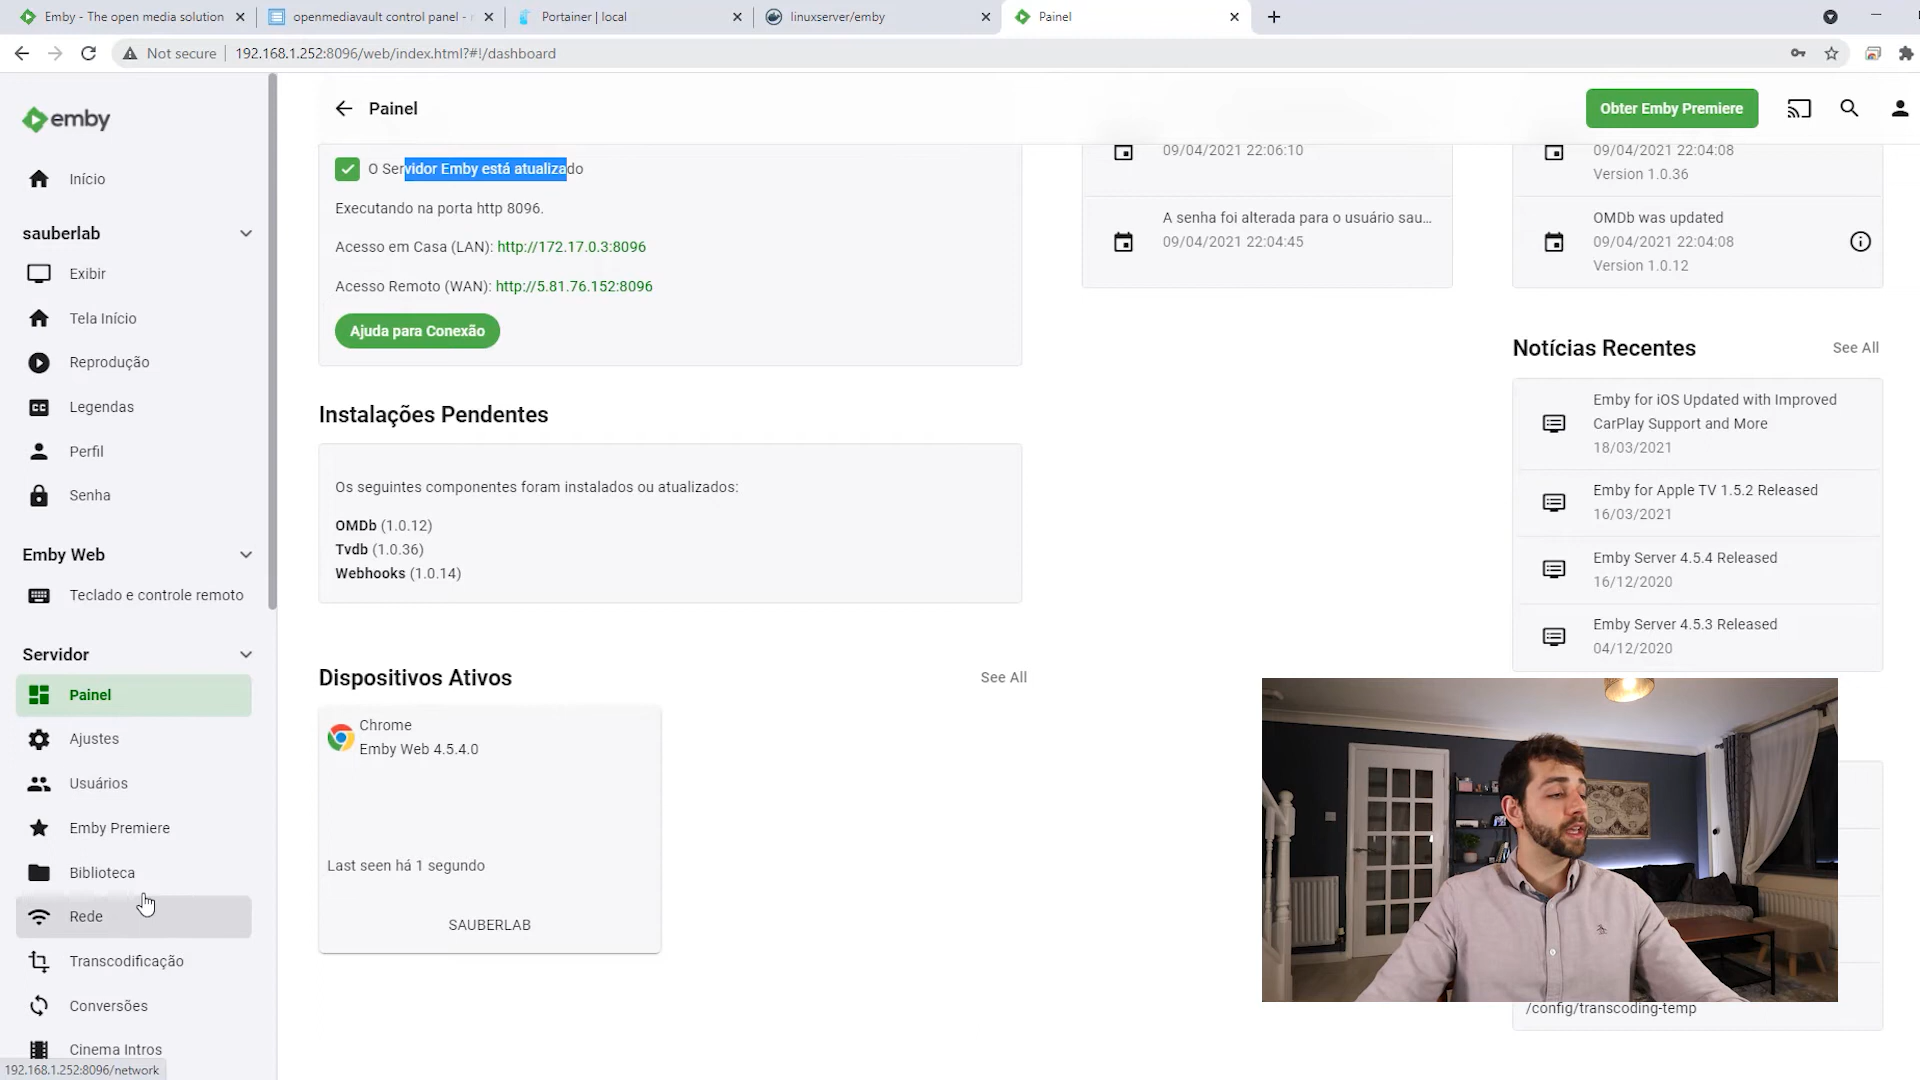 Emby - The open media solution
openmediavault control panel -
Portainer | local
linuxserver/emby
Painel
Not secure
192.168.1.252:8096/web/index.html?#!/dashboard
emby
Início
sauberlab
Exibir
Tela Início
Reprodução
Legendas
Perfil
Senha
Emby Web
Teclado e controle remoto
Servidor
Painel
Ajustes
Usuários
Emby Premiere
Biblioteca
Rede
Transcodificação
Conversões
Cinema Intros
192.168.1.252:8096/network
Painel
Obter Emby Premiere
O Servidor Emby está atualizado
Executando na porta http 8096.
Acesso em Casa (LAN): http://172.17.0.3:8096
Acesso Remoto (WAN): http://5.81.76.152:8096
Ajuda para Conexão
Instalações Pendentes
Os seguintes componentes foram instalados ou atualizados:
OMDb (1.0.12)
Tvdb (1.0.36)
Webhooks (1.0.14)
Dispositivos Ativos
See All
Chrome
Emby Web 4.5.4.0
Last seen há 1 segundo
SAUBERLAB
09/04/2021 22:06:10
A senha foi alterada para o usuário sau...
09/04/2021 22:04:45
09/04/2021 22:04:08
Version 1.0.36
OMDb was updated
09/04/2021 22:04:08
Version 1.0.12
Notícias Recentes
See All
Emby for iOS Updated with Improved
CarPlay Support and More
18/03/2021
Emby for Apple TV 1.5.2 Released
16/03/2021
Emby Server 4.5.4 Released
16/12/2020
Emby Server 4.5.3 Released
04/12/2020
/config/transcoding-temp